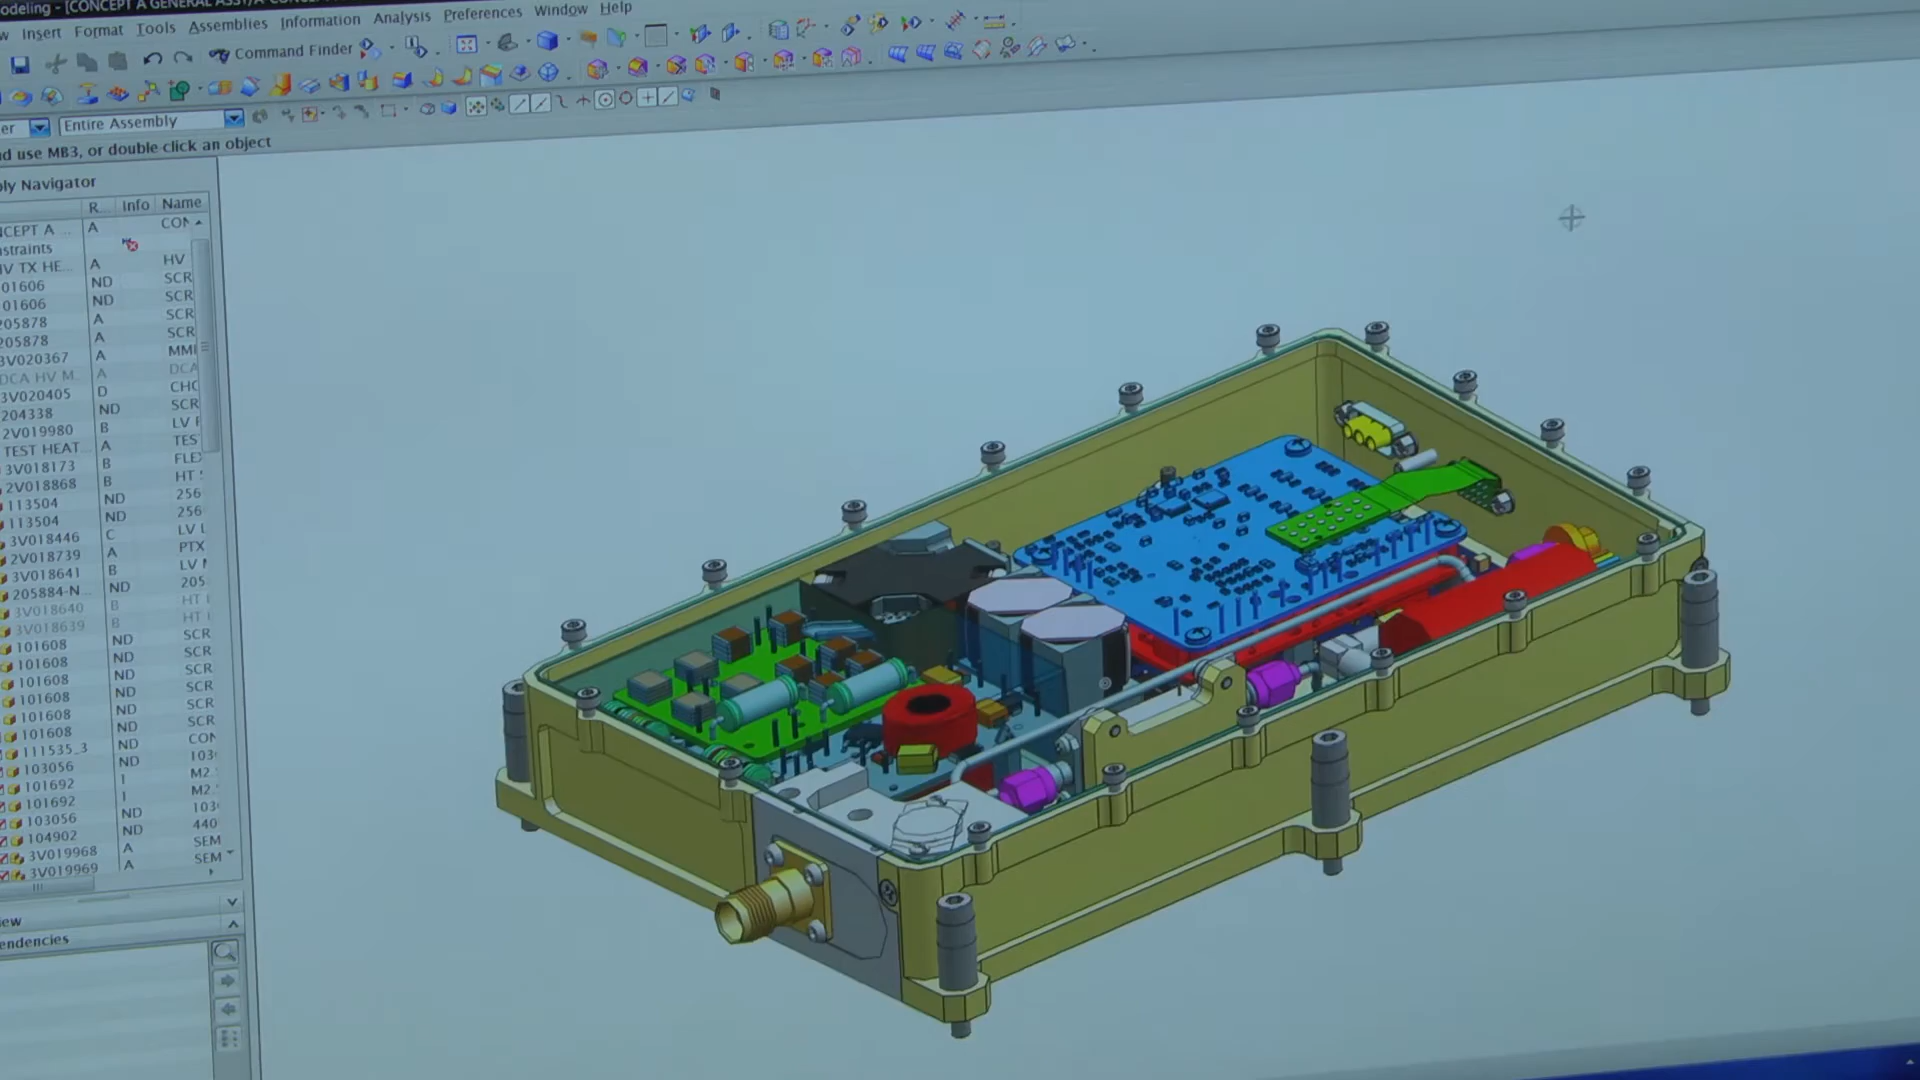 odeling - [CONCEPT A GENERAL ASSY/A
w Insert Format Tools Assemblies Information Analysis Preferences Window Help
Command Finder
er Entire Assembly
d use MB3, or double click an object
ly Navigator
R... Info Name
CEPT A ... A CON
straints
V TX HE... A HV
01606 ND SCR
01606 ND SCR
205878 A SCR
205878 A SCR
3V020367 A MMI
DCA HV M... A DCA
3V020405 D CHC
204338 ND SCR
2V019980 B LV
TEST HEAT... A TES
3V018173 B FLE
2V018868 B HT
113504 ND 256
113504 ND 256
3V018446 C LV
2V018739 A PTX
3V018641 B LV
205884-N... ND 205
3V018640 B HT
3V018639 B HT
101608 ND SCR
101608 ND SCR
101608 ND SCR
101608 ND SCR
101608 ND SCR
101608 ND SCR
111535_3 ND CON
103056 ND 103
101692 I M2
101692 I M2
103056 ND 103
104902 ND 440
3V019968 A SEM
3V019969 A SEM
ew
endencies